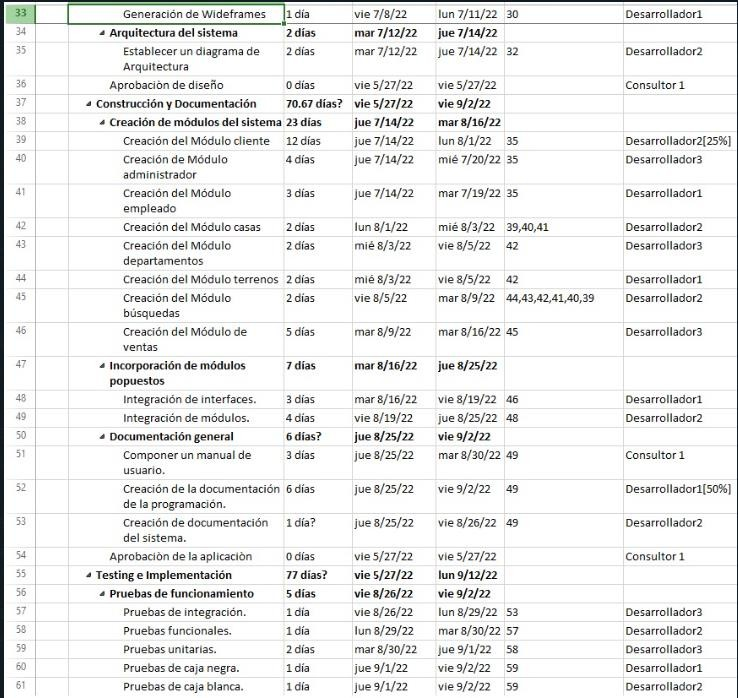 33 Generación de Wideframes 1 día vie 7/8/22 lun 7/11/22 30 Desarrollador1
34 Arquitectura del sistema 2 días mar 7/12/22 jue 7/14/22
35 Establecer un diagrama de 2 días mar 7/12/22 jue 7/14/22 32 Desarrollador2
Arquitectura
36 Aprobaciòn de diseño 0 días vie 5/27/22 vie 5/27/22 Consultor 1
37 Construcción y Documentación 70.67 días? vie 5/27/22 vie 9/2/22
38 Creación de módulos del sistema 23 días jue 7/14/22 mar 8/16/22
39 Creación del Módulo cliente 12 días jue 7/14/22 lun 8/1/22 35 Desarrollador2[25%]
40 Creación de Módulo 4 días jue 7/14/22 mié 7/20/22 35 Desarrollador3
administrador
41 Creación del Módulo 3 días jue 7/14/22 mar 7/19/22 35 Desarrollador1
empleado
42 Creación del Módulo casas 2 días lun 8/1/22 mié 8/3/22 39,40,41 Desarrollador2
43 Creación del Módulo 2 días mié 8/3/22 vie 8/5/22 42 Desarrollador3
departamentos
44 Creación del Módulo terrenos 2 días mié 8/3/22 vie 8/5/22 42 Desarrollador1
45 Creación del Módulo 2 días vie 8/5/22 mar 8/9/22 44,43,42,41,40,39 Desarrollador2
búsquedas
46 Creación del Módulo de 5 días mar 8/9/22 mar 8/16/22 45 Desarrollador3
ventas
47 Incorporación de módulos 7 días mar 8/16/22 jue 8/25/22
popuestos
48 Integración de interfaces. 3 días mar 8/16/22 vie 8/19/22 46 Desarrollador1
49 Integración de módulos. 4 días vie 8/19/22 jue 8/25/22 48 Desarrollador2
50 Documentación general 6 días? jue 8/25/22 vie 9/2/22
51 Componer un manual de 3 días jue 8/25/22 mar 8/30/22 49 Consultor 1
usuario.
52 Creación de la documentación 6 días jue 8/25/22 vie 9/2/22 49 Desarrollador1[50%]
de la programación.
53 Creación de documentación 1 día? jue 8/25/22 vie 8/26/22 49 Desarrollador2
del sistema.
54 Aprobaciòn de la aplicaciòn 0 días vie 5/27/22 vie 5/27/22 Consultor 1
55 Testing e Implementación 77 días? vie 5/27/22 lun 9/12/22
56 Pruebas de funcionamiento 5 días vie 8/26/22 vie 9/2/22
57 Pruebas de integración. 1 día vie 8/26/22 lun 8/29/22 53 Desarrollador3
58 Pruebas funcionales. 1 día lun 8/29/22 mar 8/30/22 57 Desarrollador2
59 Pruebas unitarias. 2 días mar 8/30/22 jue 9/1/22 58 Desarrollador3
60 Pruebas de caja negra. 1 día jue 9/1/22 vie 9/2/22 59 Desarrollador1
61 Pruebas de caja blanca. 1 día jue 9/1/22 vie 9/2/22 59 Desarrollador2